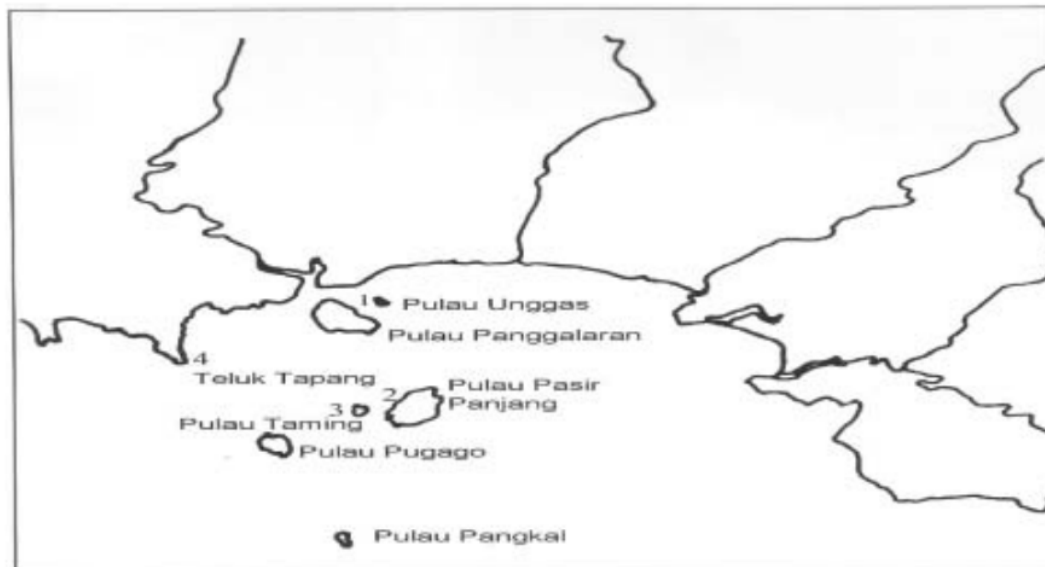 1 Pulau Unggas
Pulau Panggalaran
4
Teluk Tapang
2 Pulau Pasir
Panjang
3
Pulau Taming
Pulau Pugago
Pulau Pangkal